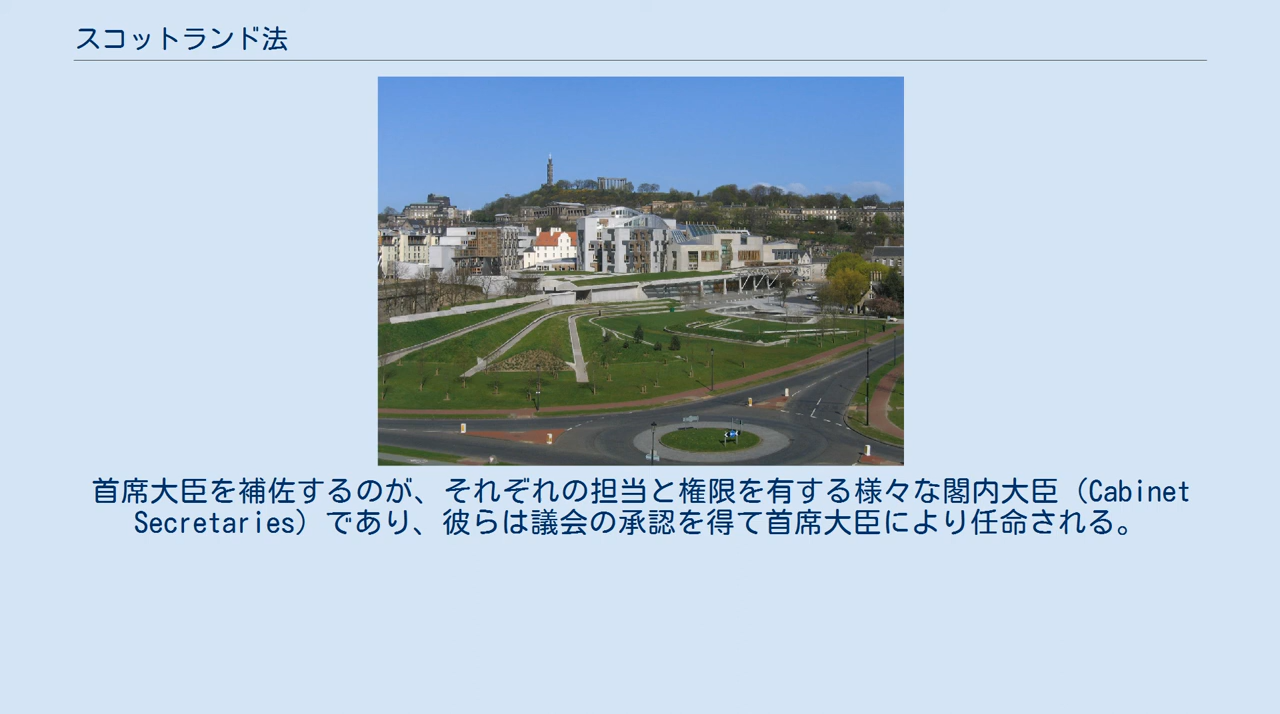 スコットランド法
首席大臣を補佐するのが、それぞれの担当と権限を有する様々な閣内大臣（Cabinet
Secretaries）であり、彼らは議会の承認を得て首席大臣により任命される。